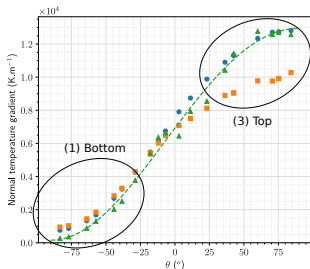 ×10⁴
Normal temperature gradient (K.m⁻¹)
1.2
1.0
0.8
0.6
0.4
0.2
0.0
(1) Bottom
(3) Top
−75 −50 −25 0 25 50 75
θ (°)